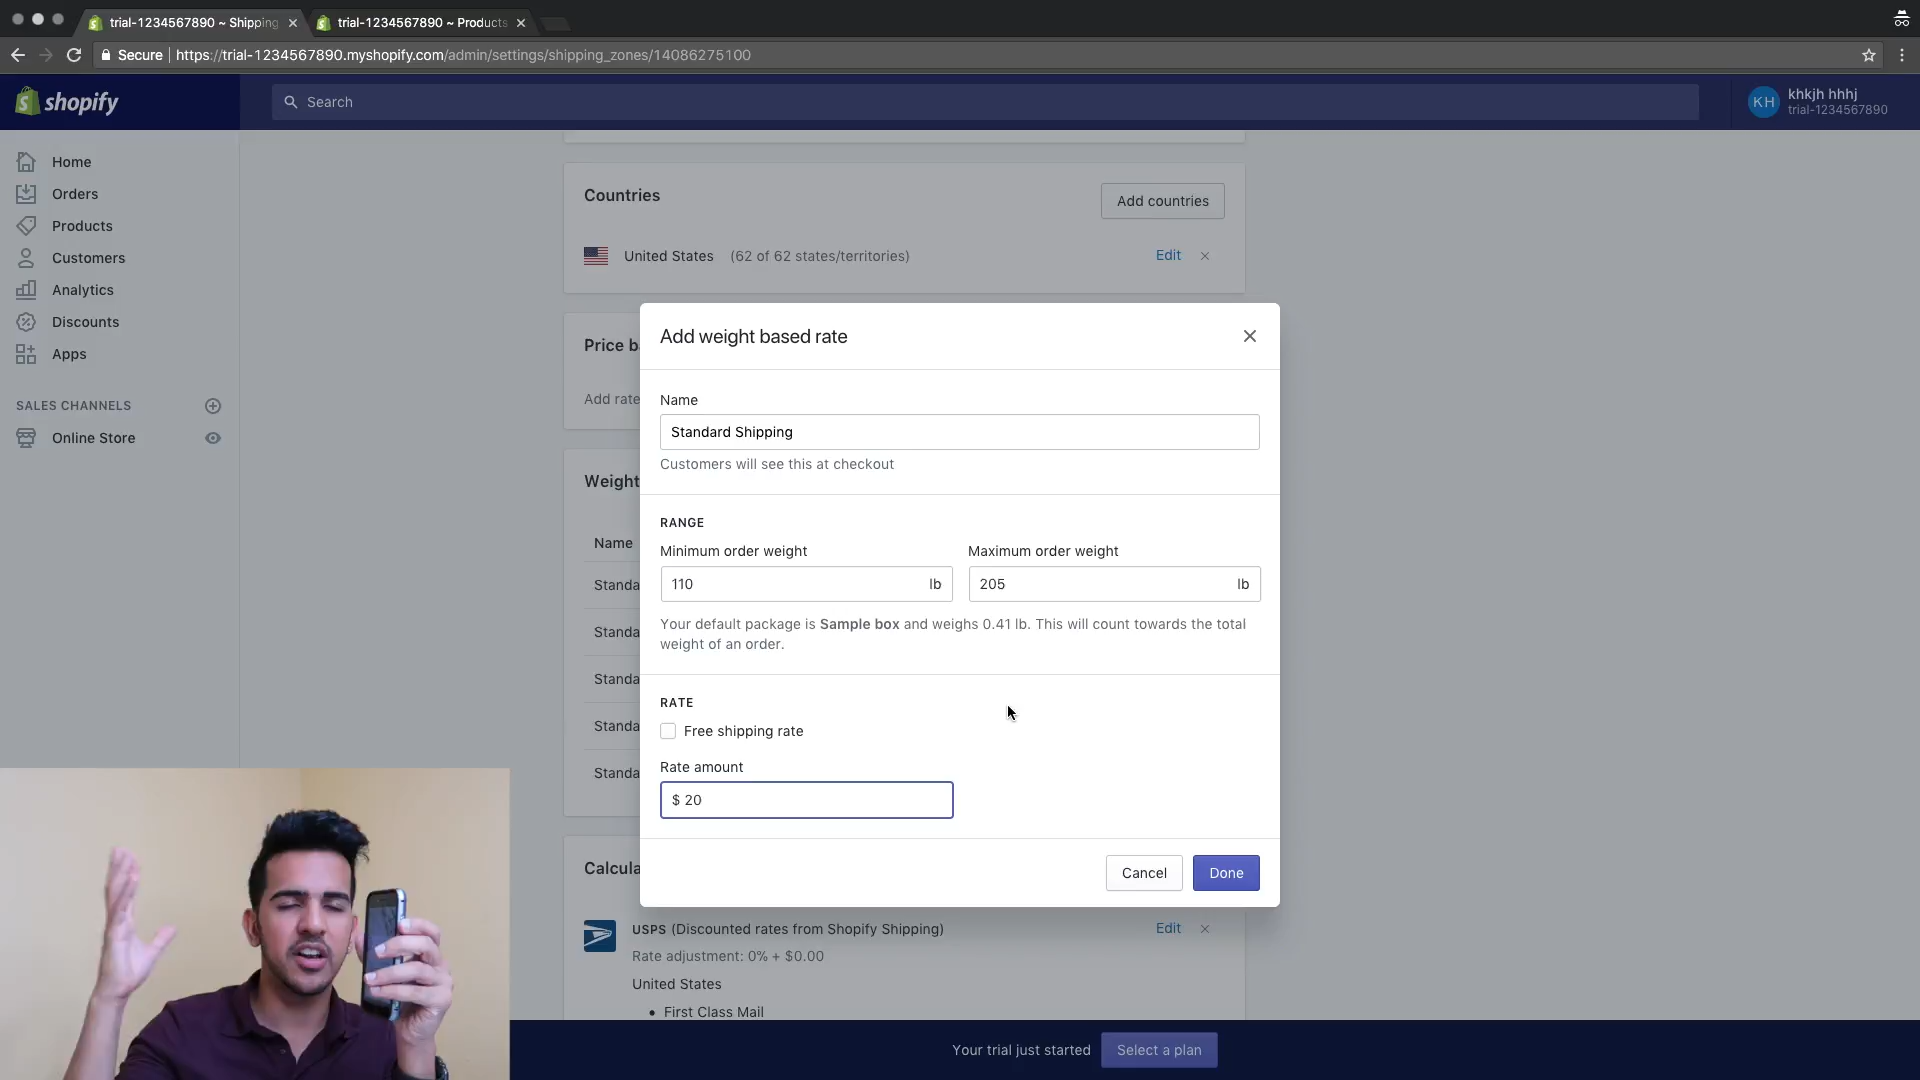 trial-1234567890 ~ Shipping
trial-1234567890 ~ Products
Secure
https://trial-1234567890.myshopify.com/admin/settings/shipping_zones/14086275100
shopify
Search
KH
khkjh hhhj
trial-1234567890
Home
Orders
Products
Customers
Analytics
Discounts
Apps
SALES CHANNELS
Online Store
Countries
Add countries
United States (62 of 62 states/territories)
Edit
Price b
Add rate
Weight
Name
Standa
Standa
Standa
Standa
Standa
Add weight based rate
Name
Standard Shipping
Customers will see this at checkout
RANGE
Minimum order weight
Maximum order weight
110 lb
205 lb
Your default package is Sample box and weighs 0.41 lb. This will count towards the total
weight of an order.
RATE
Free shipping rate
Rate amount
$ 20
Cancel
Done
Calcula
USPS (Discounted rates from Shopify Shipping)
Edit
Rate adjustment: 0% + $0.00
United States
• First Class Mail
Your trial just started
Select a plan